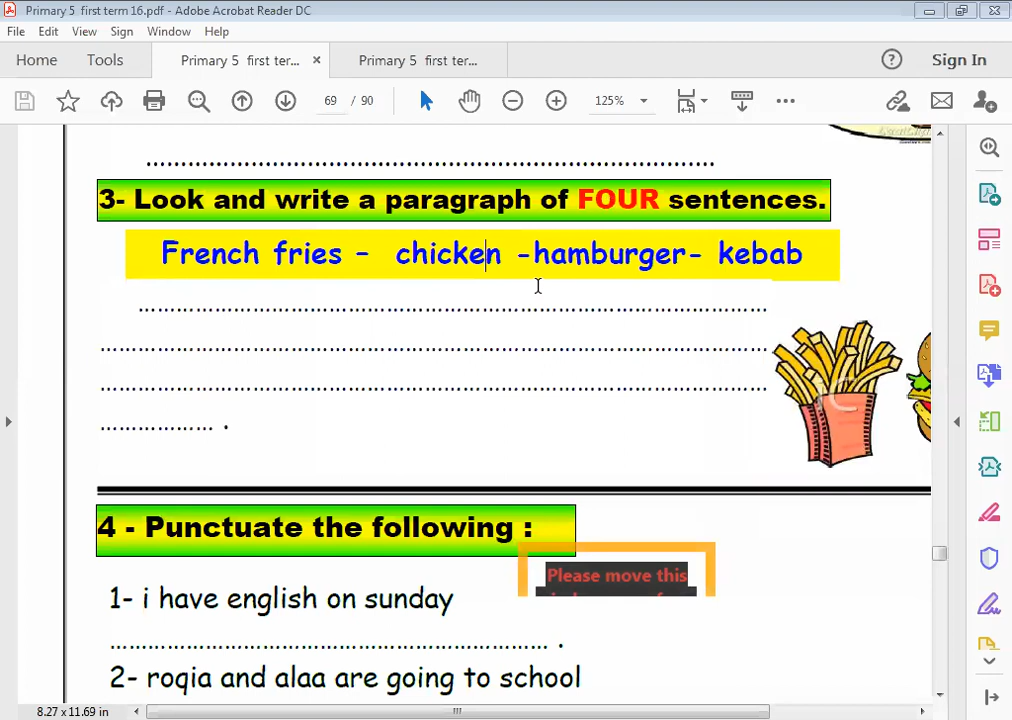 Primary 5 first term 16.pdf - Adobe Acrobat Reader DC
File Edit View Sign Window Help
Home Tools Primary 5 first ter... × Primary 5 first ter... Sign In
69 / 90 125%
......................................................................
3- Look and write a paragraph of FOUR sentences.
French fries – chicken -hamburger- kebab
......................................................................
......................................................................
......................................................................
.................. .
4 - Punctuate the following :
Please move this
1- i have english on sunday
...................................................... .
2- roqia and alaa are going to school
8.27 x 11.69 in